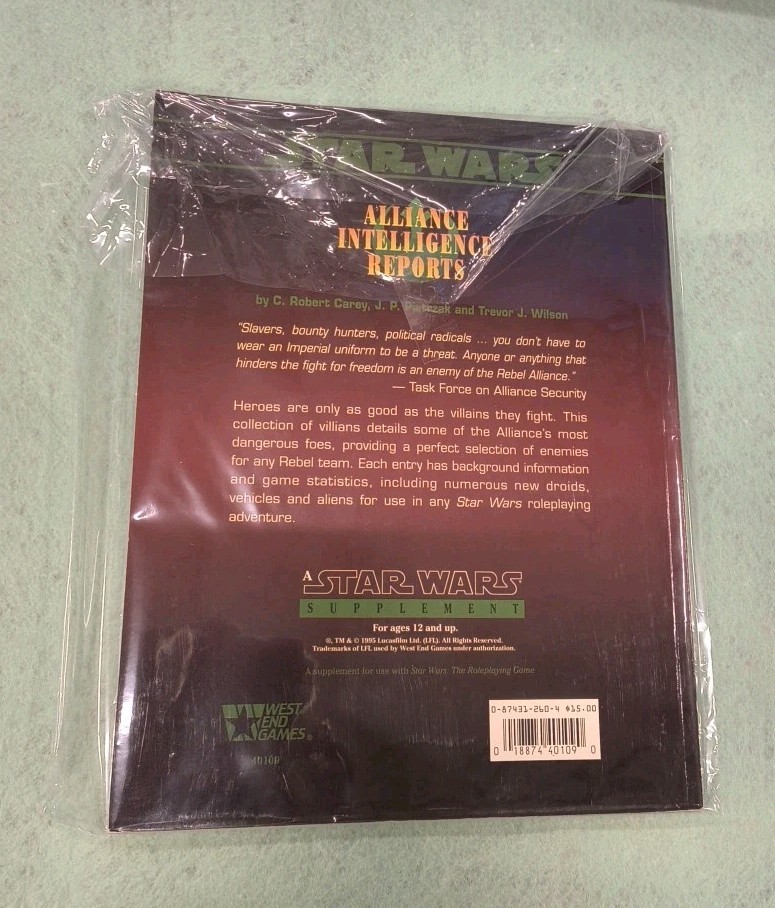 STAR WARS
ALLIANCE
INTELLIGENCE
REPORTS
by C. Robert Carey, J. P. and Trevor J. Wilson
"Slavers, bounty hunters, political radicals ... you don't have to
wear an Imperial uniform to be a threat. Anyone or anything that
hinders the fight for freedom is an enemy of the Rebel Alliance."
— Task Force on Alliance Security
Heroes are only as good as the villains they fight. This
collection of villians details some of the Alliance's most
dangerous foes, providing a perfect selection of enemies
for any Rebel team. Each entry has background information
and game statistics, including numerous new droids,
vehicles and aliens for use in any Star Wars roleplaying
adventure.
A STAR WARS
SUPPLEMENT
For ages 12 and up.
®, TM & © 1995 Lucasfilm Ltd. (LFL). All Rights Reserved.
Trademarks of LFL used by West End Games under authorization.
A supplement for use with Star Wars: The Roleplaying Game
WEST
END
GAMES®
40109
0-87431-260-4 $15.00
0 18874 40109 0